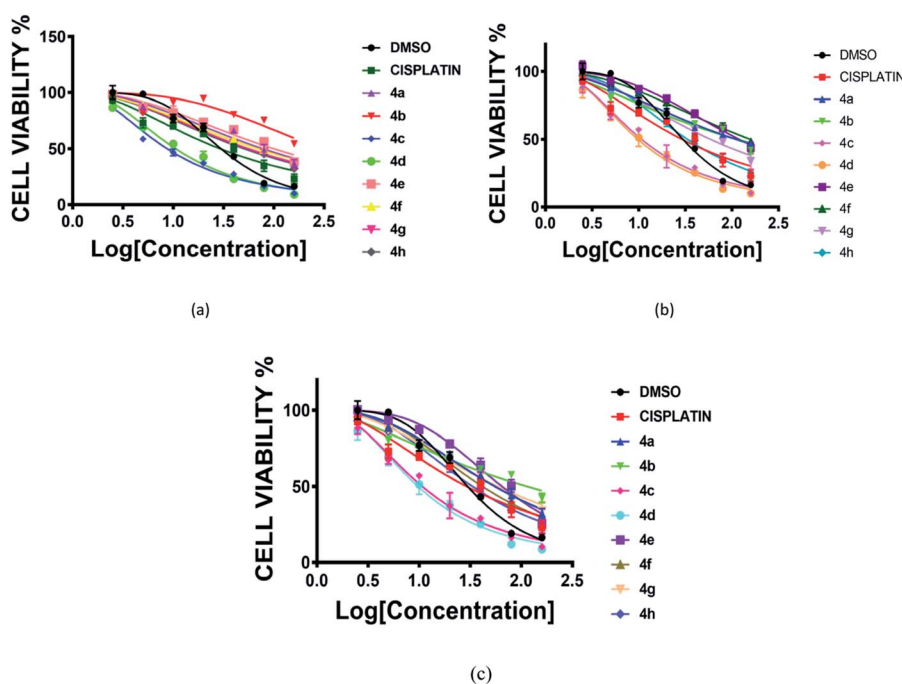 CELL VIABILITY %
150
100
50
0
0.0 0.5 1.0 1.5 2.0 2.5
Log[Concentration]
DMSO
CISPLATIN
4a
4b
4c
4d
4e
4f
4g
4h
(a)
CELL VIABILITY %
100
50
0
0.0 0.5 1.0 1.5 2.0 2.5
Log[Concentration]
DMSO
CISPLATIN
4a
4b
4c
4d
4e
4f
4g
4h
(b)
CELL VIABILITY %
100
50
0
0.0 0.5 1.0 1.5 2.0 2.5
Log[Concentration]
DMSO
CISPLATIN
4a
4b
4c
4d
4e
4f
4g
4h
(c)